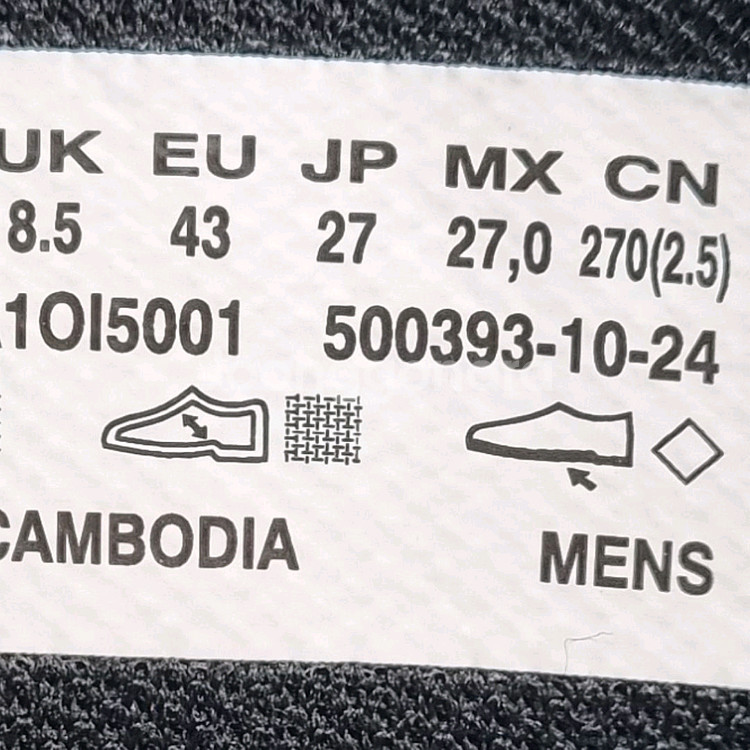 UK EU JP MX CN
8.5 43 27 27,0 270(2.5)
1OI5001 500393-10-24
CAMBODIA MENS